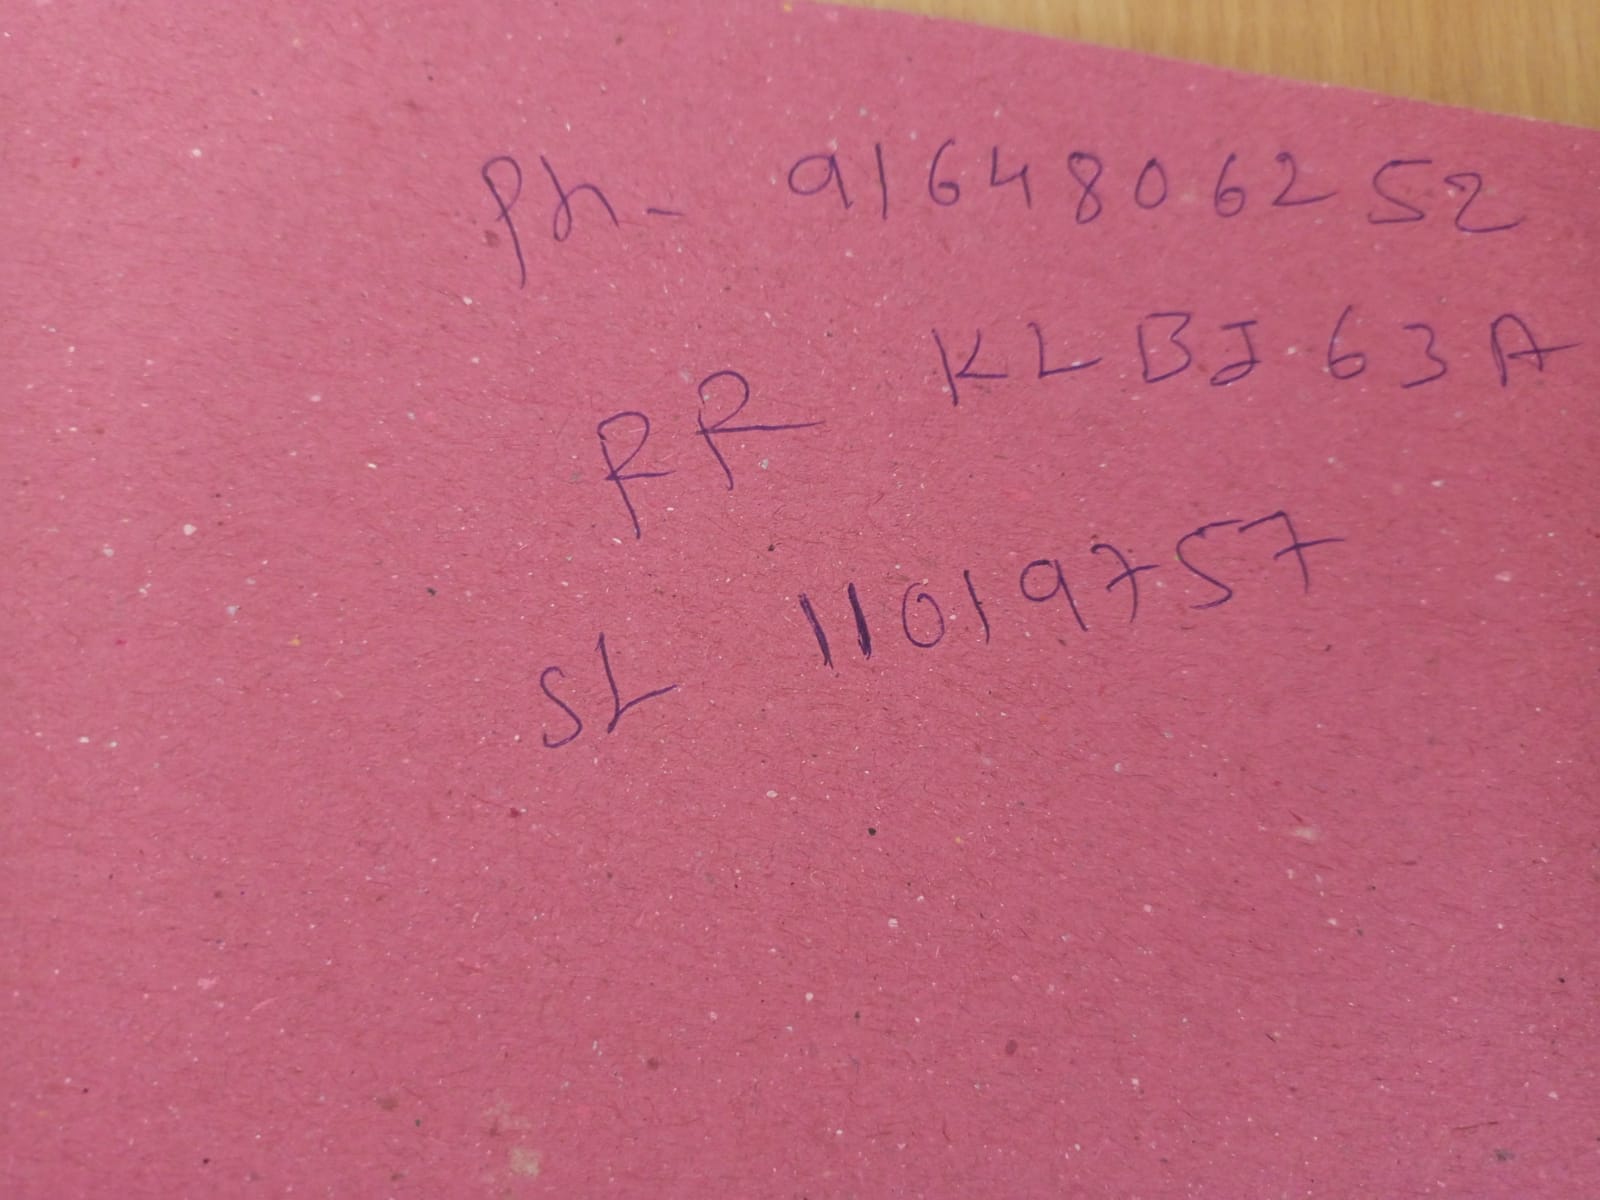 Ph- 9164806252
RR KLBJ63A
SL 11019757